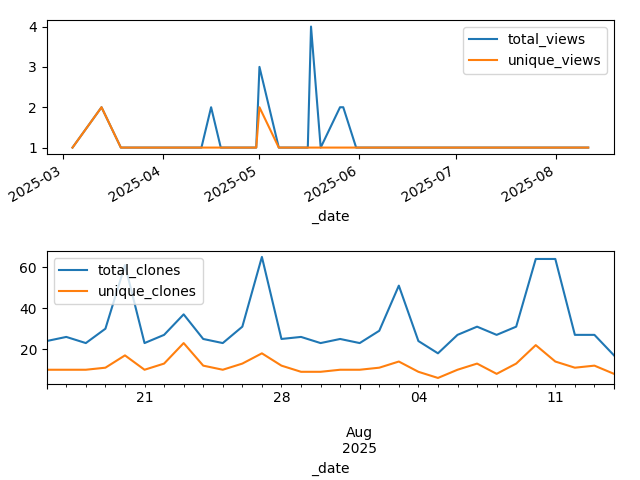 4
3
2
1
total_views
unique_views
2025-03
2025-04
2025-05
2025-06
2025-07
2025-08
_date
60
40
20
total_clones
unique_clones
21
28
04
11
Aug
2025
_date